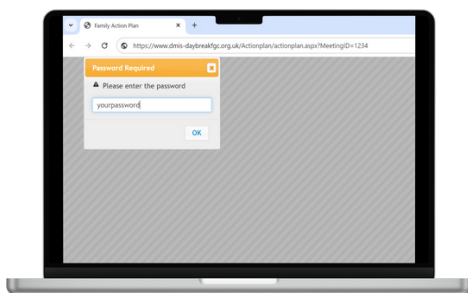 Family Action Plan
https://www.dmis-daybreakfgc.org.uk/Actionplan/actionplan.aspx?MeetingID=1234
Password Required
Please enter the password
yourpassword
OK